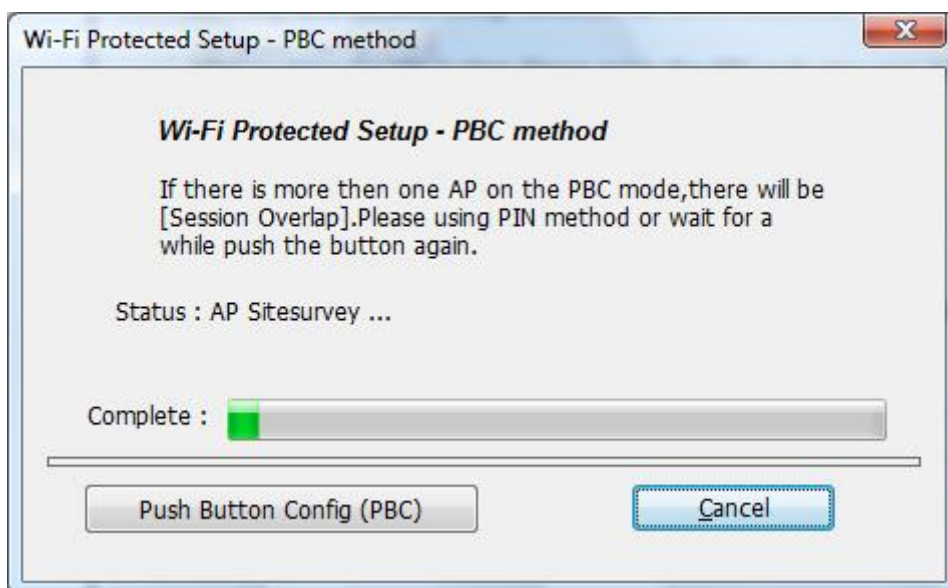 Wi-Fi Protected Setup - PBC method
Wi-Fi Protected Setup - PBC method
If there is more then one AP on the PBC mode,there will be
[Session Overlap].Please using PIN method or wait for a
while push the button again.
Status : AP Sitesurvey ...
Complete :
Push Button Config (PBC)
Cancel